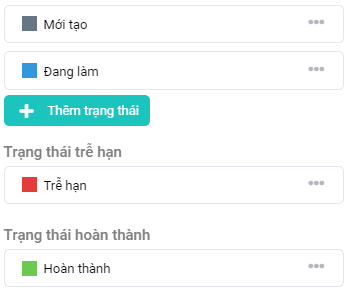 Mới tạo
Đang làm
Thêm trạng thái
Trạng thái trễ hạn
Trễ hạn
Trạng thái hoàn thành
Hoàn thành